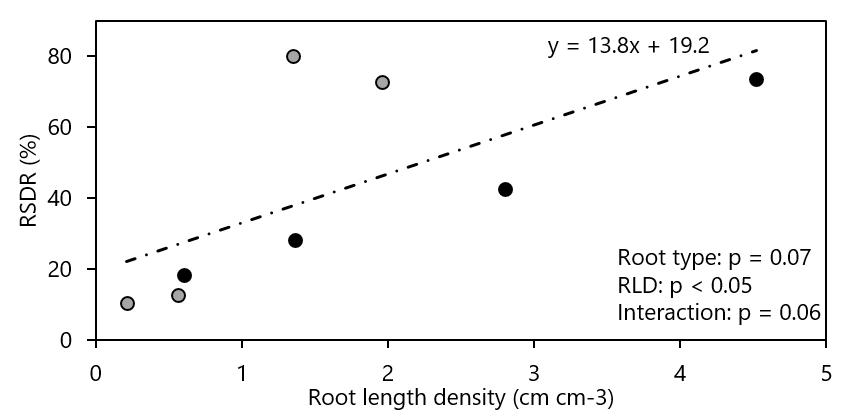 y = 13.8x + 19.2
80
60
40
20
0
RSDR (%)
Root type: p = 0.07
RLD: p < 0.05
Interaction: p = 0.06
0 1 2 3 4 5
Root length density (cm cm-3)